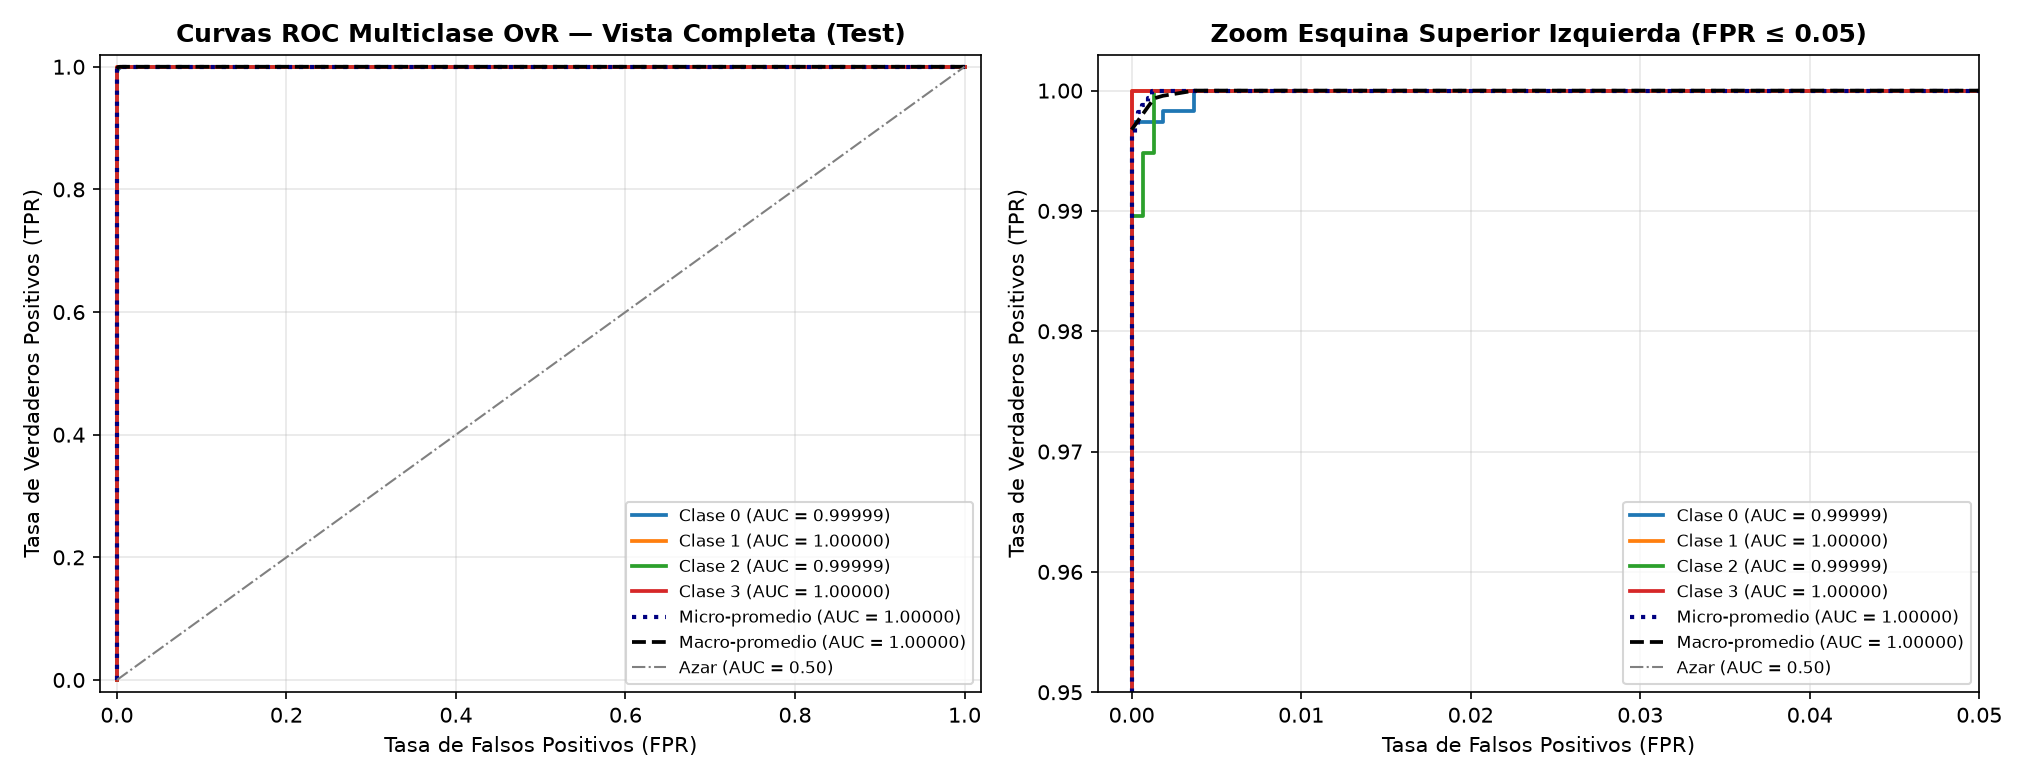 Curvas ROC Multiclase OvR — Vista Completa (Test)
Tasa de Verdaderos Positivos (TPR)
1.0
0.8
0.6
0.4
0.2
0.0
0.0 0.2 0.4 0.6 0.8 1.0
Tasa de Falsos Positivos (FPR)
Clase 0 (AUC = 0.99999)
Clase 1 (AUC = 1.00000)
Clase 2 (AUC = 0.99999)
Clase 3 (AUC = 1.00000)
Micro-promedio (AUC = 1.00000)
Macro-promedio (AUC = 1.00000)
Azar (AUC = 0.50)
Zoom Esquina Superior Izquierda (FPR ≤ 0.05)
Tasa de Verdaderos Positivos (TPR)
1.00
0.99
0.98
0.97
0.96
0.95
0.00 0.01 0.02 0.03 0.04 0.05
Tasa de Falsos Positivos (FPR)
Clase 0 (AUC = 0.99999)
Clase 1 (AUC = 1.00000)
Clase 2 (AUC = 0.99999)
Clase 3 (AUC = 1.00000)
Micro-promedio (AUC = 1.00000)
Macro-promedio (AUC = 1.00000)
Azar (AUC = 0.50)